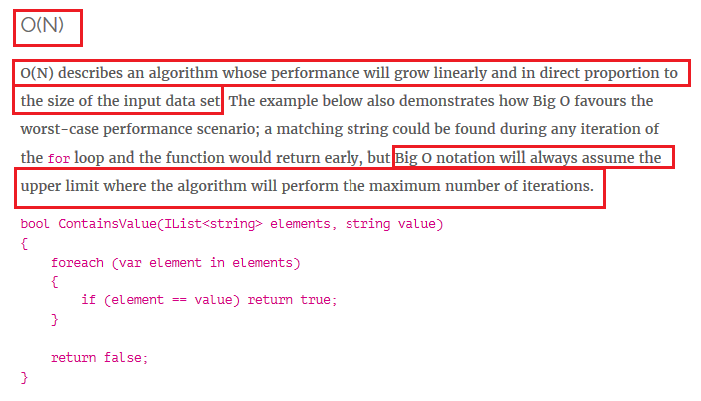 O(N)
O(N) describes an algorithm whose performance will grow linearly and in direct proportion to
the size of the input data set. The example below also demonstrates how Big O favours the
worst-case performance scenario; a matching string could be found during any iteration of
the for loop and the function would return early, but Big O notation will always assume the
upper limit where the algorithm will perform the maximum number of iterations.
bool ContainsValue(IList<string> elements, string value)
{
    foreach (var element in elements)
    {
        if (element == value) return true;
    }

    return false;
}